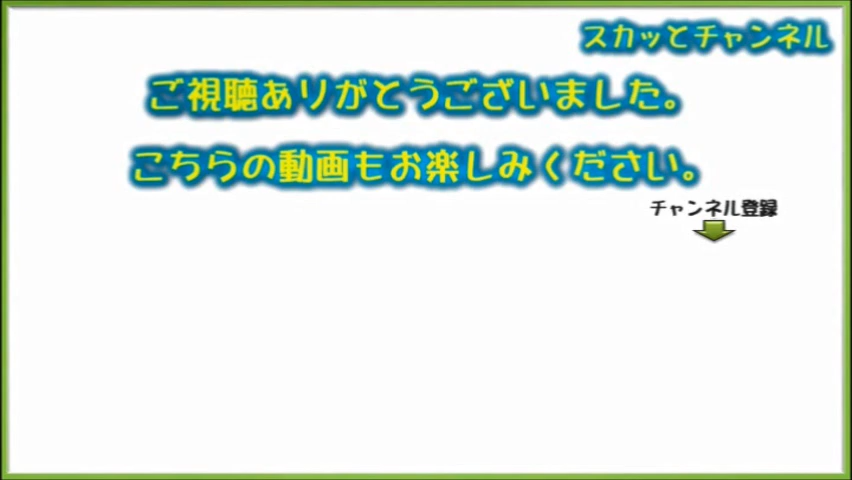 スカッとチャンネル
ご視聴ありがとうございました。
こちらの動画もお楽しみください。
チャンネル登録